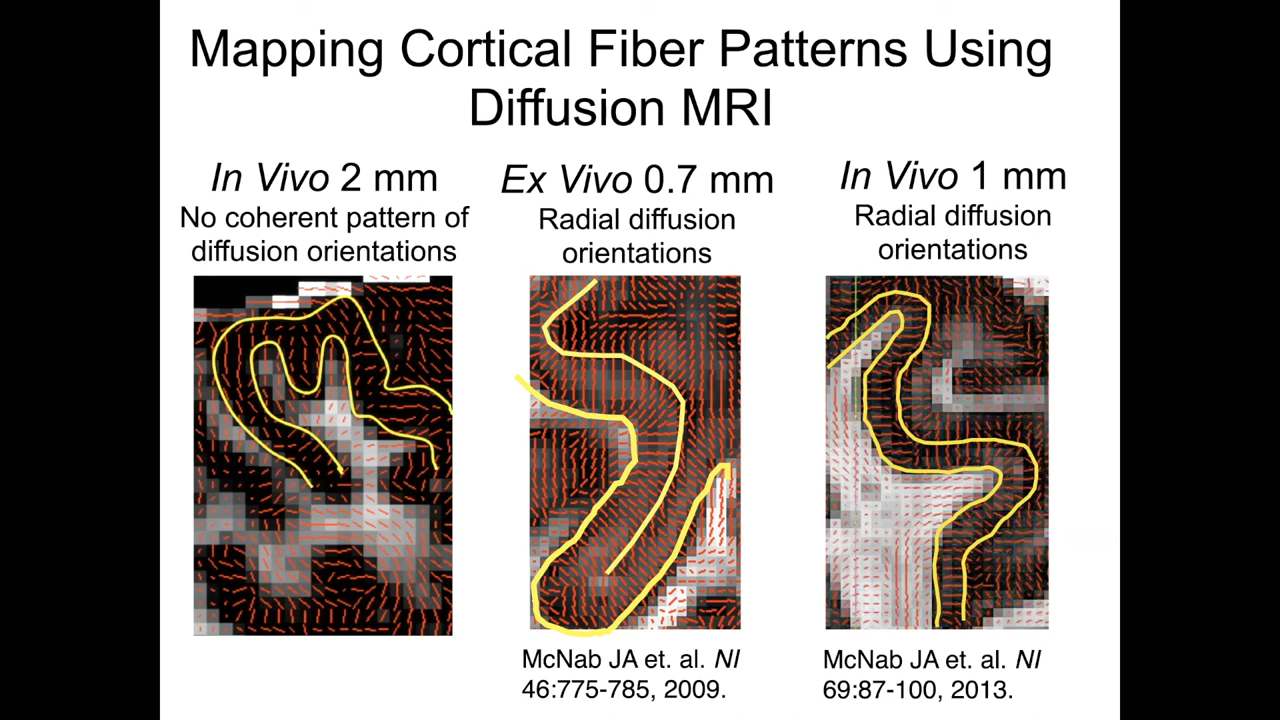 Mapping Cortical Fiber Patterns Using
Diffusion MRI
In Vivo 2 mm
No coherent pattern of
diffusion orientations
Ex Vivo 0.7 mm
Radial diffusion
orientations
In Vivo 1 mm
Radial diffusion
orientations
McNab JA et. al. NI
46:775-785, 2009.
McNab JA et. al. NI
69:87-100, 2013.